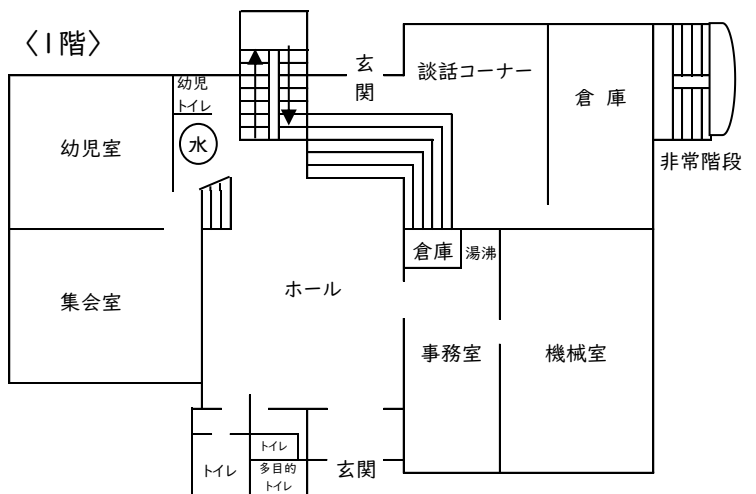 〈1階〉
幼児
トイレ
水
幼児室
集会室
玄
関
談話コーナー
倉 庫
非常階段
倉庫
湯沸
ホール
事務室
機械室
トイレ
トイレ
多目的
トイレ
玄関